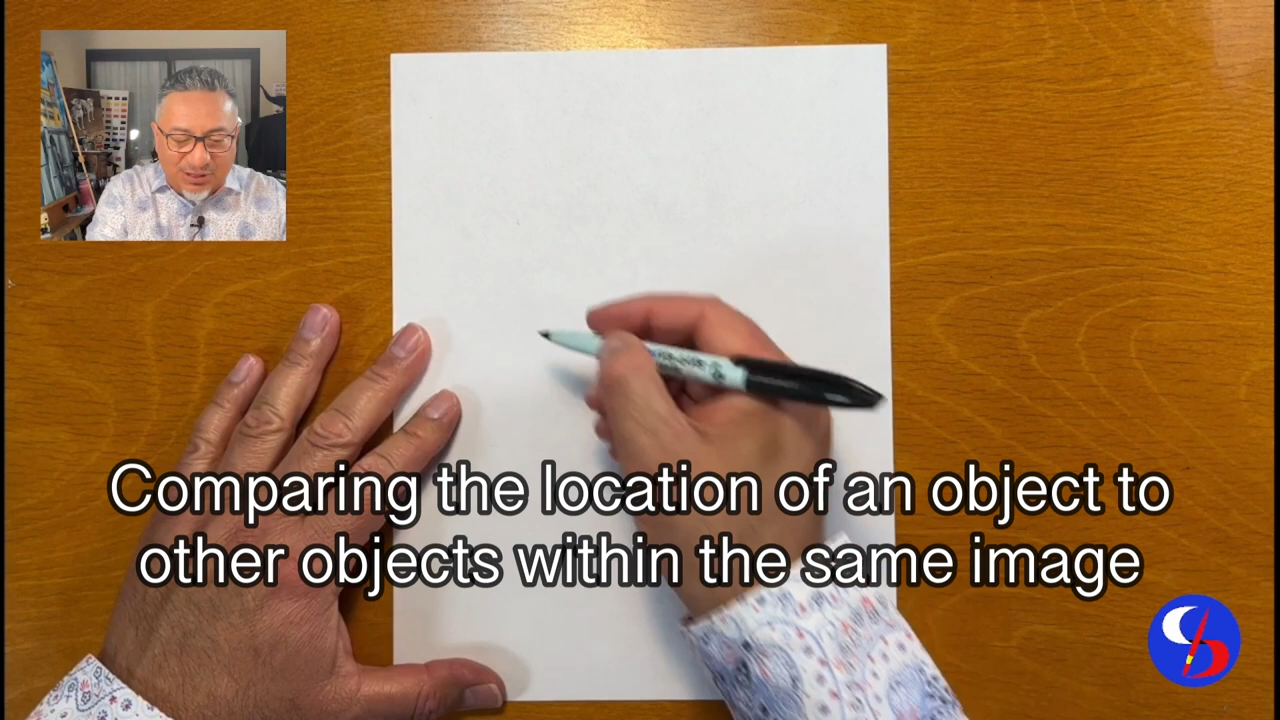 Comparing the location of an object to
other objects within the same image